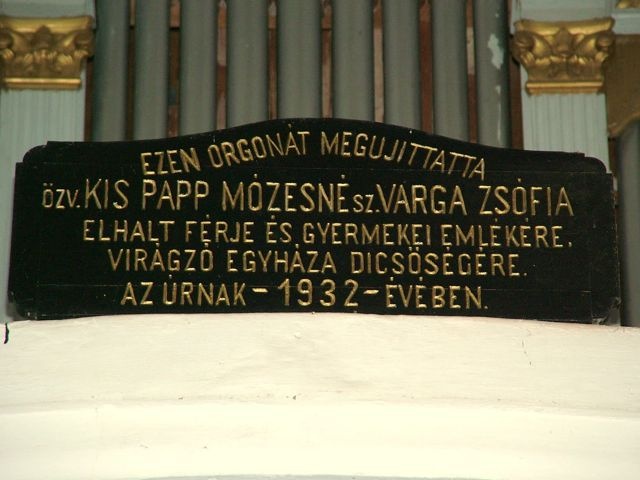 EZEN ORGONÁT MEGUJITTATTA
ÖZV. KIS PAPP MÓZESNÉ SZ. VARGA ZSÓFIA
ELHALT FÉRJE ÉS GYERMEKEI EMLÉKÉRE,
VIRÁGZÓ EGYHÁZA DICSÖSÉGÉRE.
AZ ÚRNAK - 1932 - ÉVÉBEN.